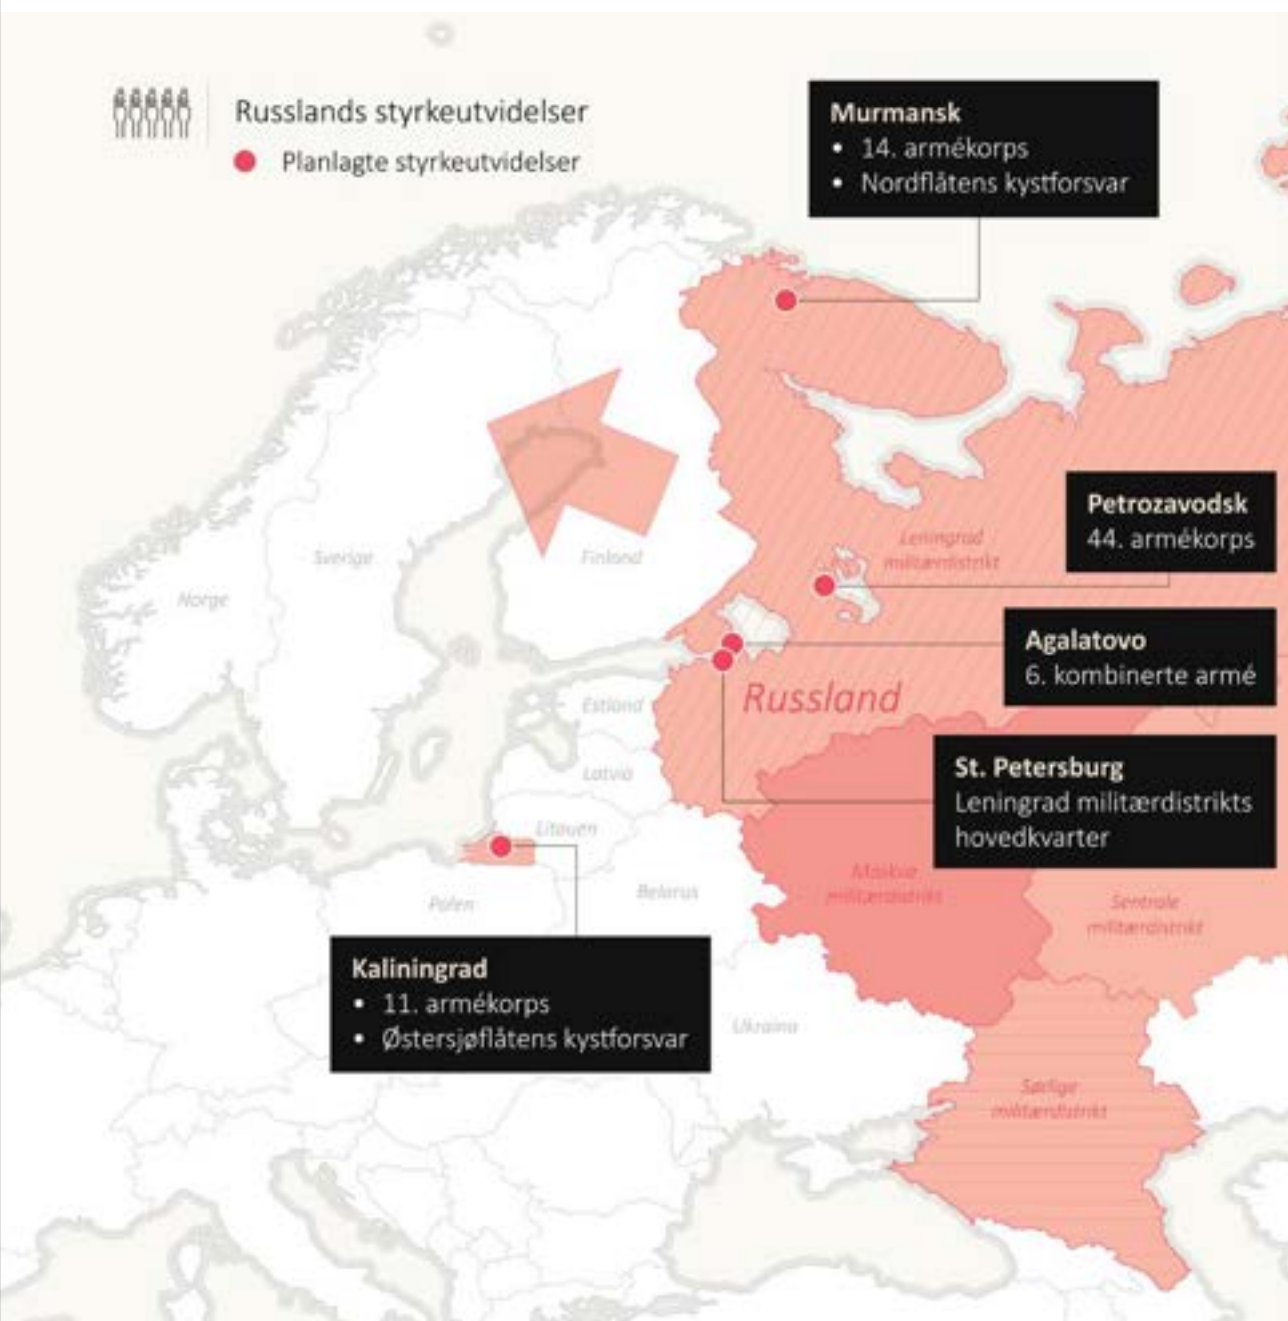 Russlands styrkeutvidelser
Planlagte styrkeutvidelser
Murmansk
• 14. armékorps
• Nordflåtens kystforsvar
Petrozavodsk
44. armékorps
Leningrad
militærdistrikt
Sverige
Finland
Norge
Agalatovo
6. kombinerte armé
Russland
Estland
St. Petersburg
Leningrad militærdistrikts
hovedkvarter
Latvia
Litauen
Moskva
militærdistrikt
Belarus
Polen
Sentrale
militærdistrikt
Kaliningrad
• 11. armékorps
• Østersjøflåtens kystforsvar
Ukraina
Sørlige
militærdistrikt